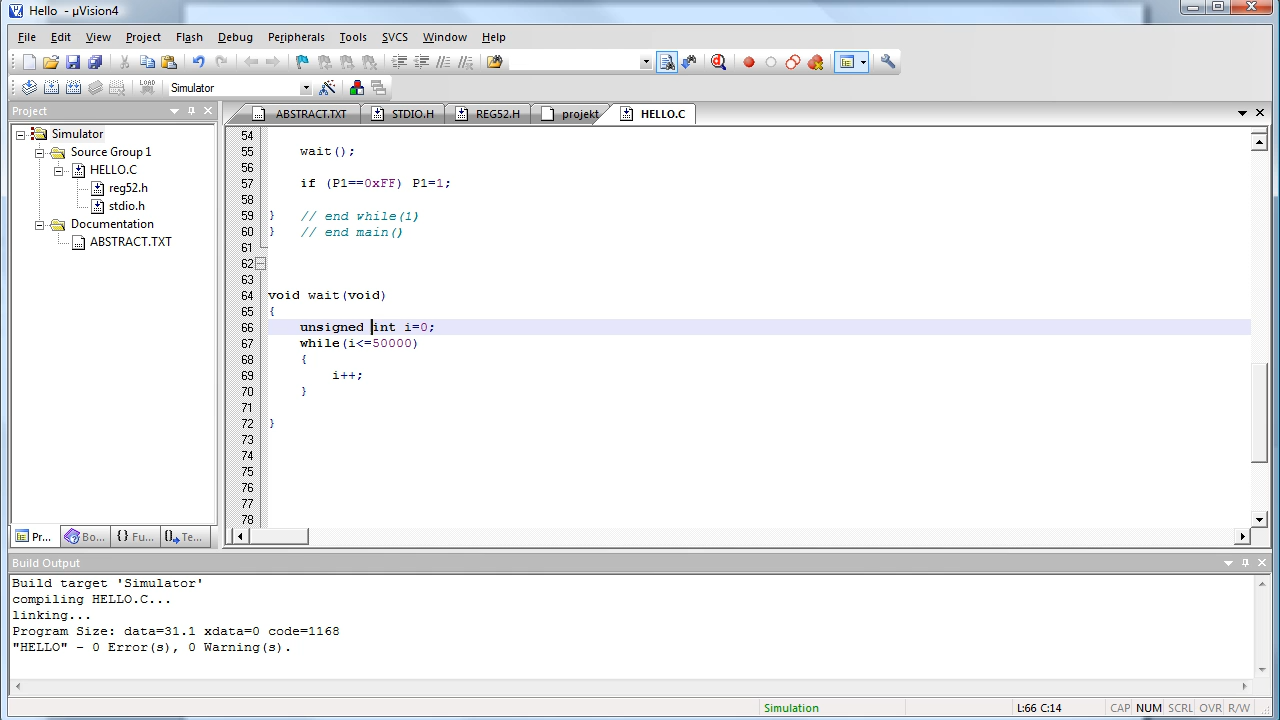 Hello - µVision4
File Edit View Project Flash Debug Peripherals Tools SVCS Window Help
LOAD Simulator
Project
Simulator
Source Group 1
HELLO.C
reg52.h
stdio.h
Documentation
ABSTRACT.TXT
Pr... Bo... {} Fu... Te...
ABSTRACT.TXT STDIO.H REG52.H projekt HELLO.C
54
55 wait();
56
57 if (P1==0xFF) P1=1;
58
59 } // end while(1)
60 } // end main()
61
62
63
64 void wait(void)
65 {
66 unsigned int i=0;
67 while(i<=50000)
68 {
69 i++;
70 }
71
72 }
73
74
75
76
77
78
Build Output
Build target 'Simulator'
compiling HELLO.C...
linking...
Program Size: data=31.1 xdata=0 code=1168
"HELLO" - 0 Error(s), 0 Warning(s).
Simulation L:66 C:14 CAP NUM SCRL OVR R/W